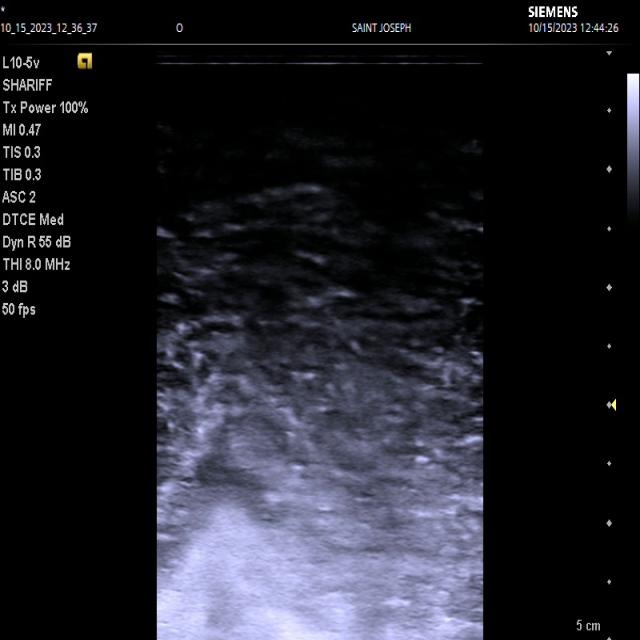 *
SIEMENS
10_15_2023_12_36_37 O SAINT JOSEPH 10/15/2023 12:44:26
L10-5v
SHARIFF
Tx Power 100%
MI 0.47
TIS 0.3
TIB 0.3
ASC 2
DTCE Med
Dyn R 55 dB
THI 8.0 MHz
3 dB
50 fps
5 cm